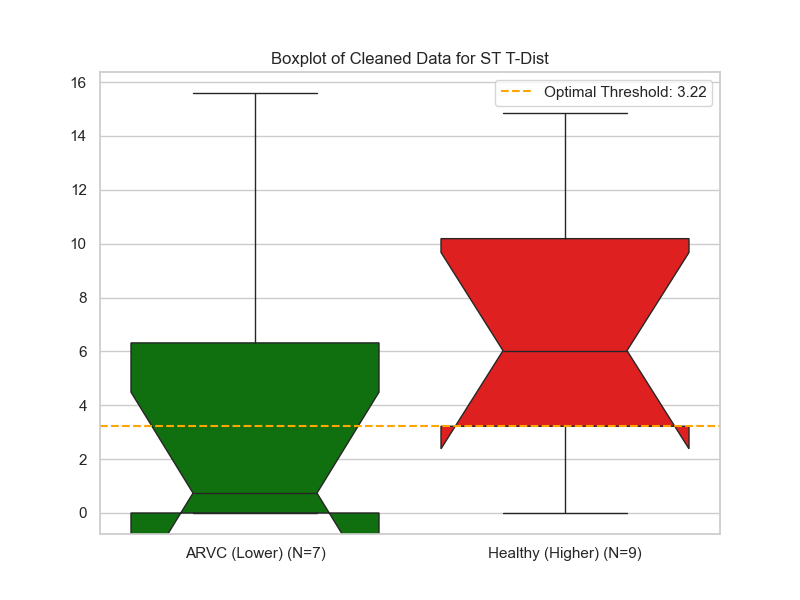 Boxplot of Cleaned Data for ST T-Dist
Optimal Threshold: 3.22
16
14
12
10
8
6
4
2
0
ARVC (Lower) (N=7)
Healthy (Higher) (N=9)